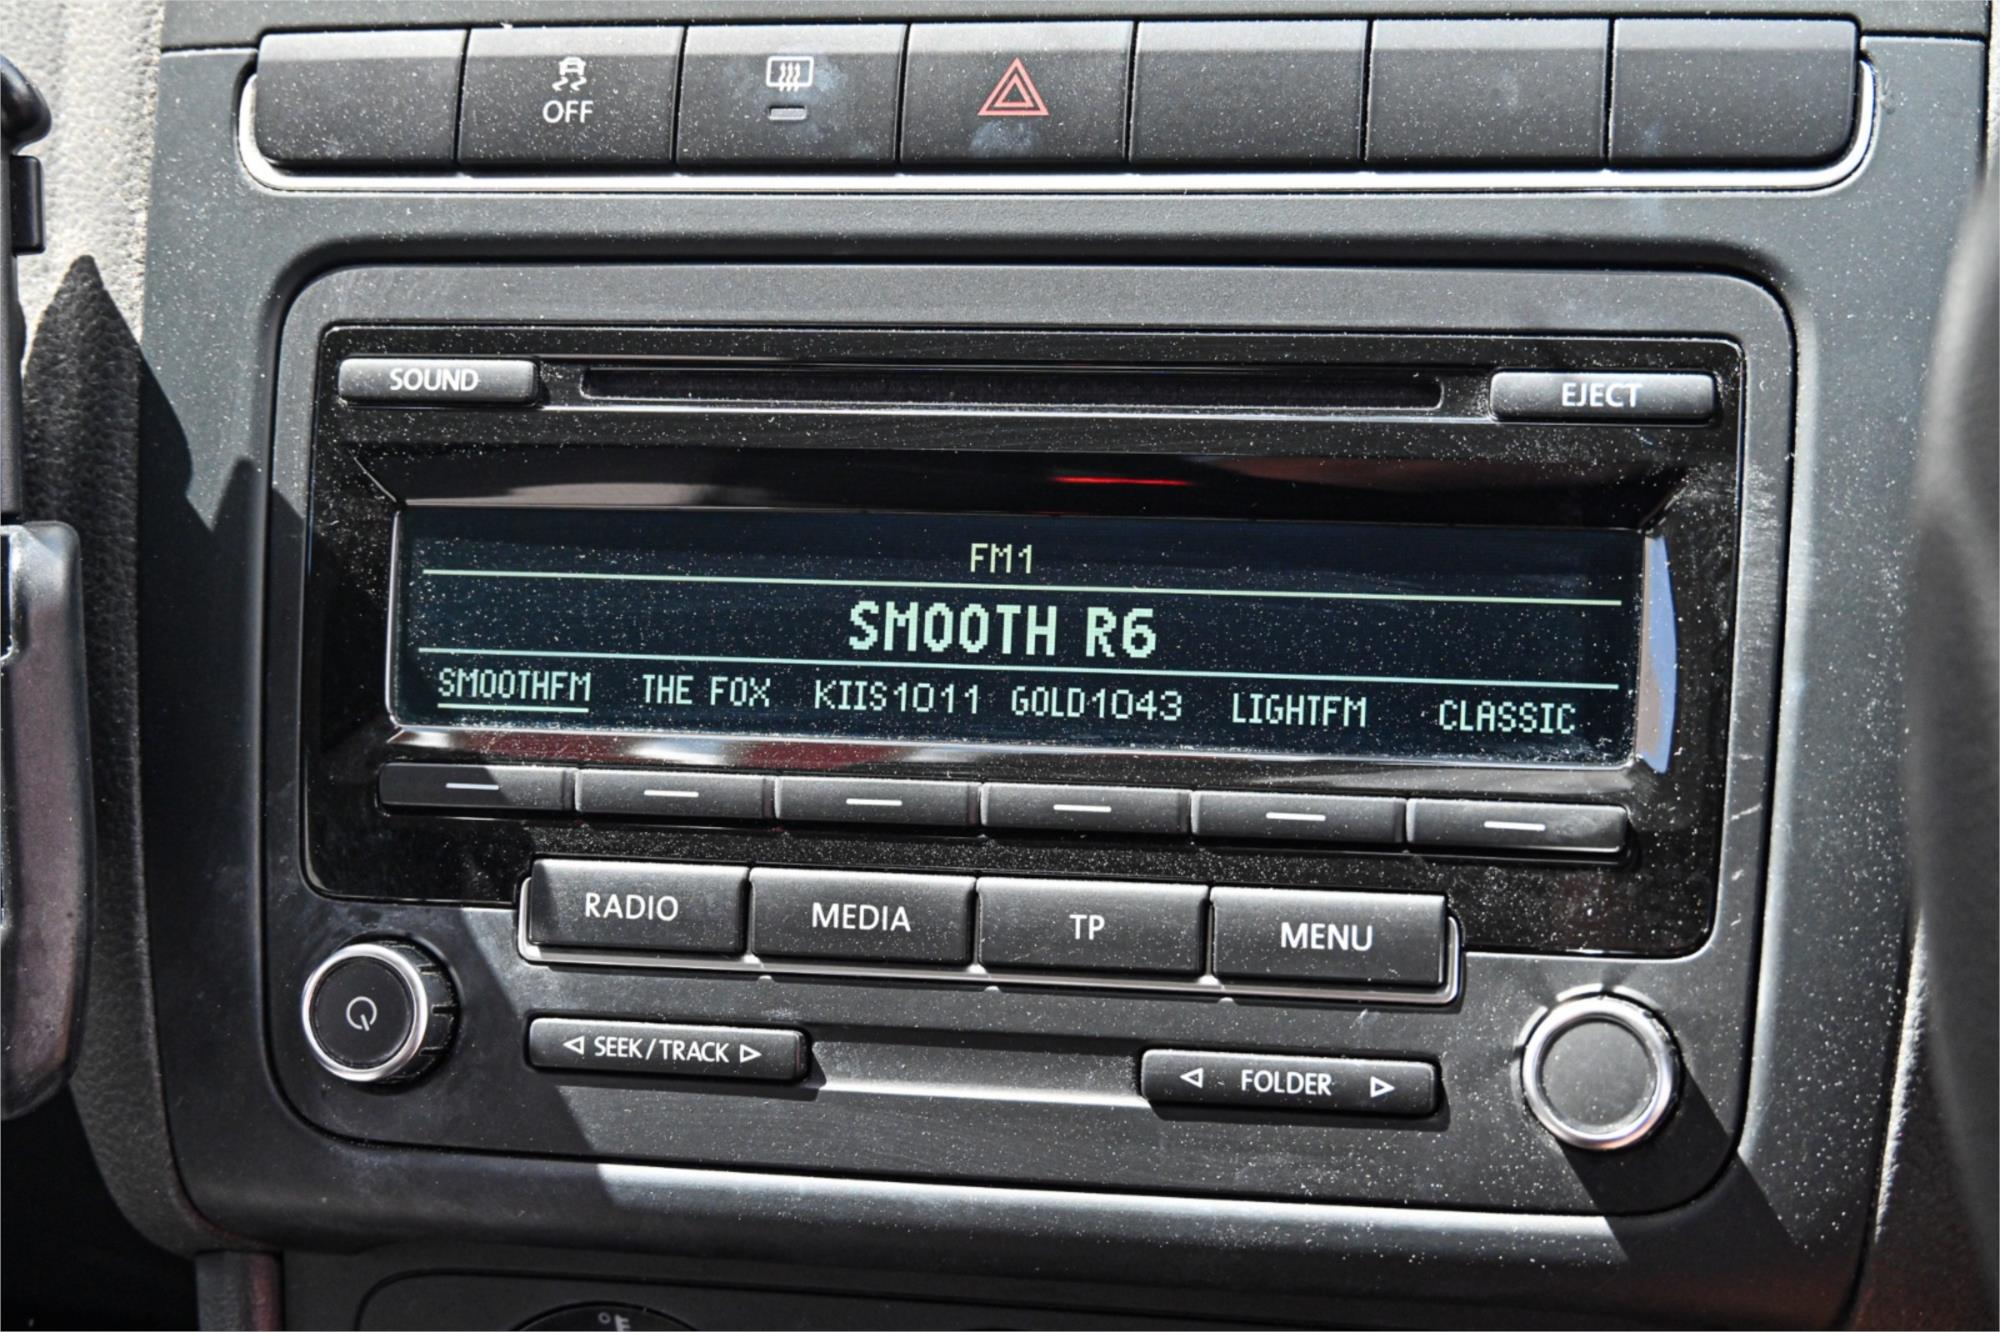 OFF
SOUND
EJECT
FM1
SMOOTH R6
SMOOTHFM THE FOX KIIS1011 GOLD1043 LIGHTFM CLASSIC
RADIO MEDIA TP MENU
SEEK/TRACK
FOLDER